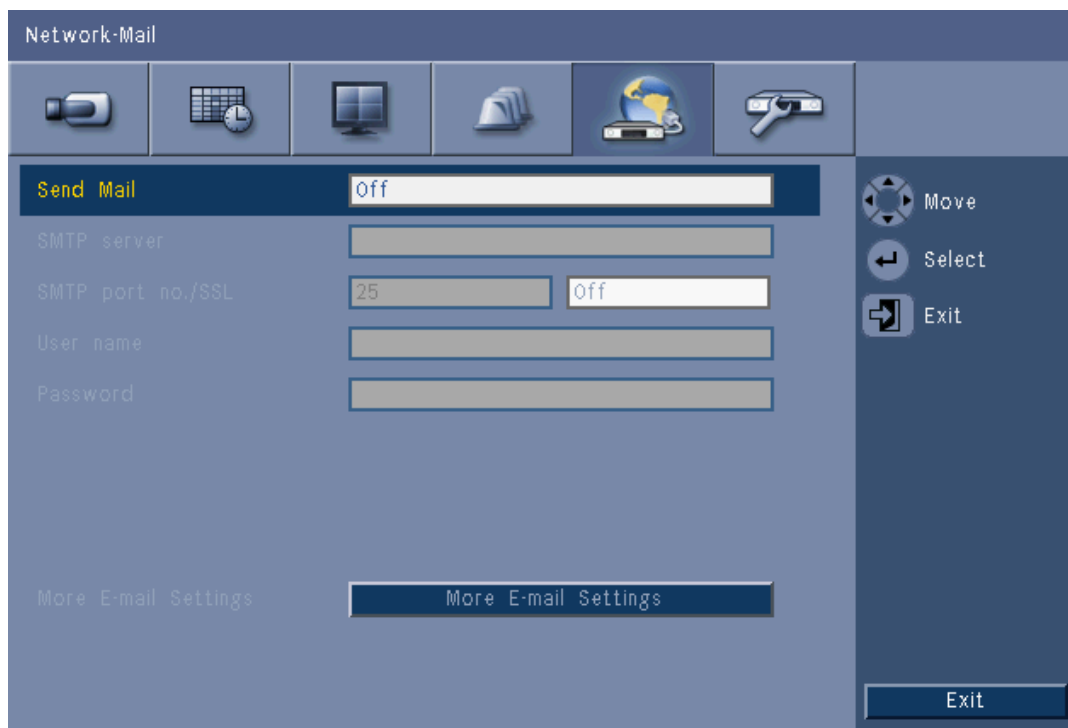 Network-Mail
Send Mail Off
SMTP server
SMTP port no./SSL 25 Off
User name
Password
More E-mail Settings More E-mail Settings
Move
Select
Exit
Exit